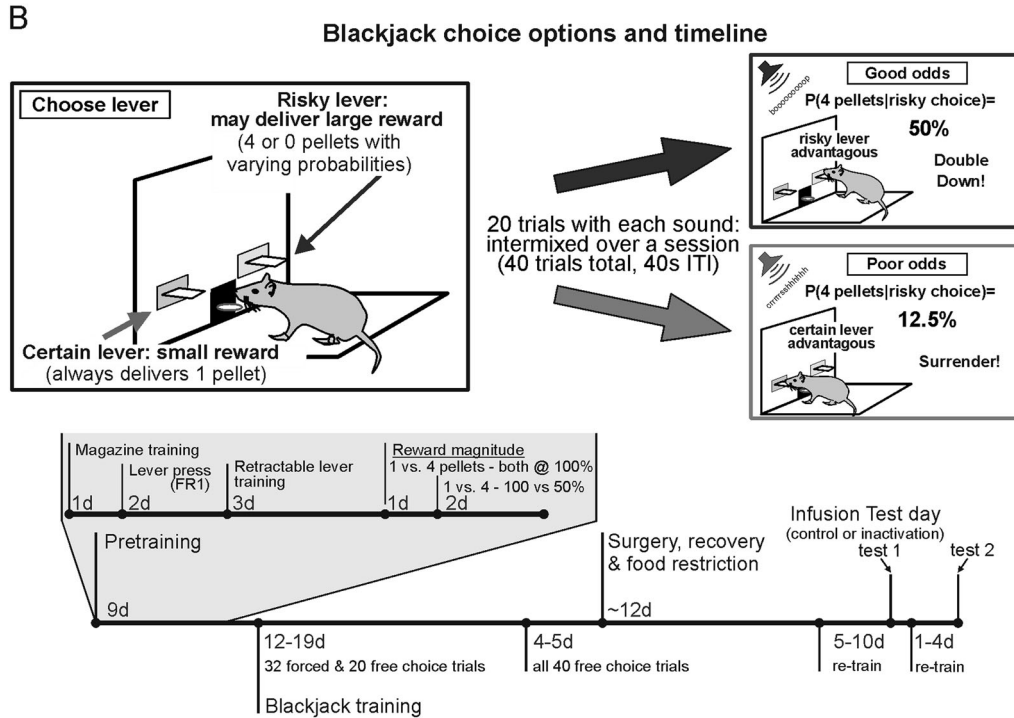 B
Blackjack choice options and timeline
Choose lever
Risky lever:
may deliver large reward
(4 or 0 pellets with
varying probabilities)
Certain lever: small reward
(always delivers 1 pellet)
20 trials with each sound:
intermixed over a session
(40 trials total, 40s ITI)
Good odds
booooooooop
P(4 pellets|risky choice)=
50%
risky lever
advantagous
Double
Down!
Poor odds
crrrrsshhhhhh
P(4 pellets|risky choice)=
12.5%
certain lever
advantagous
Surrender!
Magazine training
Lever press
(FR1)
Retractable lever
training
Reward magnitude
1 vs. 4 pellets - both @ 100%
1 vs. 4 - 100 vs 50%
1d
2d
3d
1d
2d
Pretraining
9d
Surgery, recovery
& food restriction
~12d
Infusion Test day
(control or inactivation)
test 1
test 2
12-19d
32 forced & 20 free choice trials
Blackjack training
4-5d
all 40 free choice trials
5-10d
re-train
1-4d
re-train